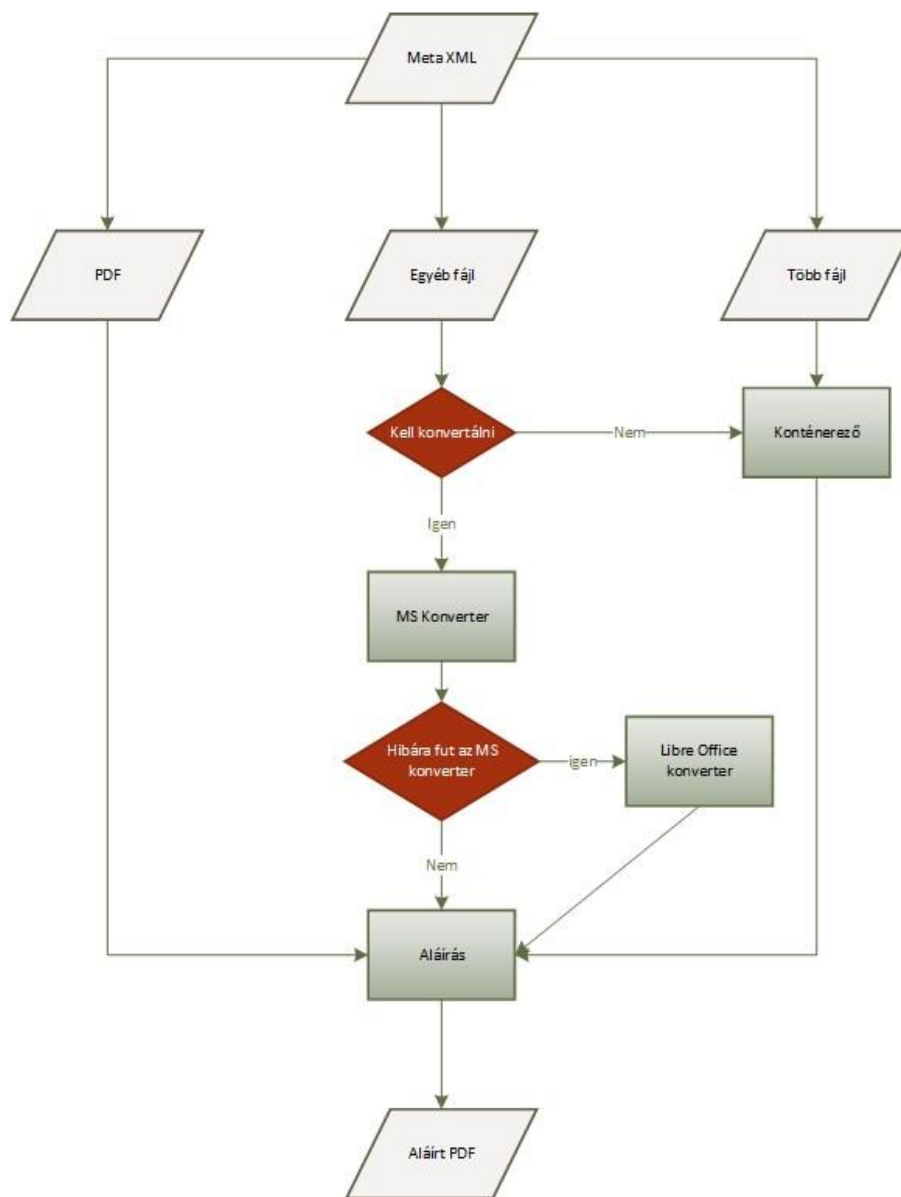 Meta XML
PDF
Egyéb fájl
Több fájl
Kell konvertálni
Nem
Konténerező
Igen
MS Konverter
Hibára fut az MS
konverter
igen
Libre Office
konverter
Nem
Aláírás
Aláírt PDF